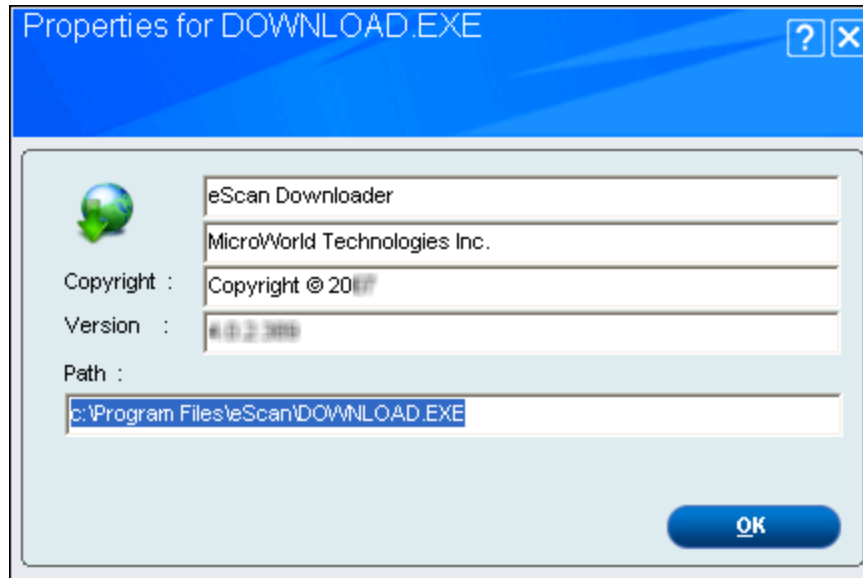 Properties for DOWNLOAD.EXE
eScan Downloader
MicroWorld Technologies Inc.
Copyright : Copyright © 20
Version :
Path :
c:\Program Files\eScan\DOWNLOAD.EXE
OK